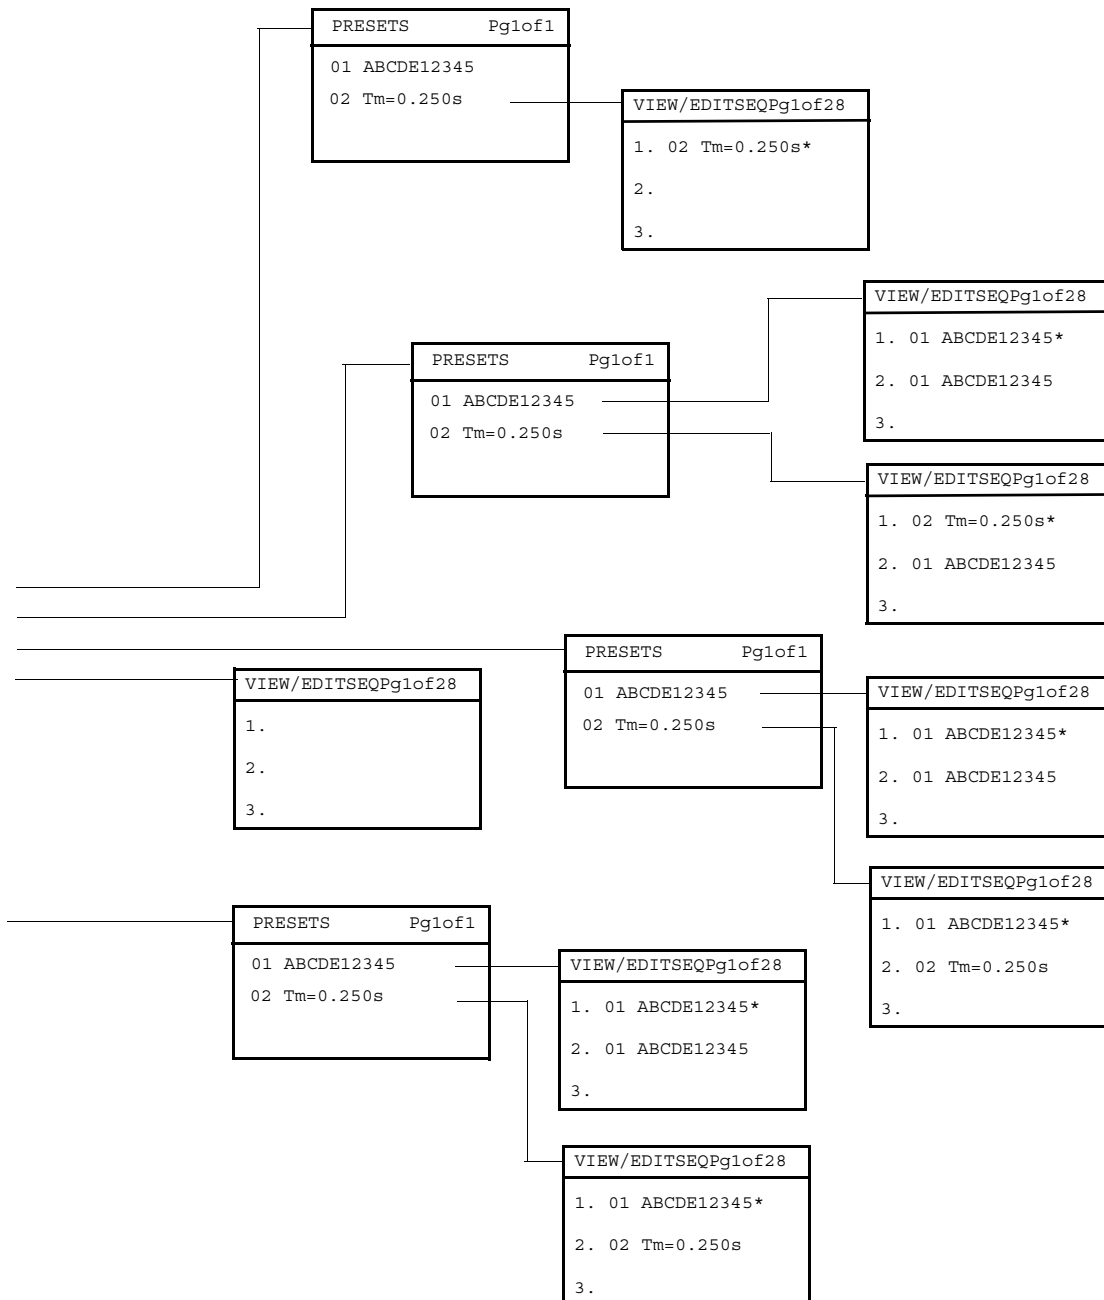 PRESETS Pg1of1
01 ABCDE12345
02 Tm=0.250s
VIEW/EDITSEQPg1of28
1. 02 Tm=0.250s*
2.
3.
VIEW/EDITSEQPg1of28
1. 01 ABCDE12345*
2. 01 ABCDE12345
3.
PRESETS Pg1of1
01 ABCDE12345
02 Tm=0.250s
VIEW/EDITSEQPg1of28
1. 02 Tm=0.250s*
2. 01 ABCDE12345
3.
PRESETS Pg1of1
01 ABCDE12345
02 Tm=0.250s
VIEW/EDITSEQPg1of28
1.
2.
3.
VIEW/EDITSEQPg1of28
1. 01 ABCDE12345*
2. 01 ABCDE12345
3.
VIEW/EDITSEQPg1of28
1. 01 ABCDE12345*
2. 02 Tm=0.250s
3.
PRESETS Pg1of1
01 ABCDE12345
02 Tm=0.250s
VIEW/EDITSEQPg1of28
1. 01 ABCDE12345*
2. 01 ABCDE12345
3.
VIEW/EDITSEQPg1of28
1. 01 ABCDE12345*
2. 02 Tm=0.250s
3.